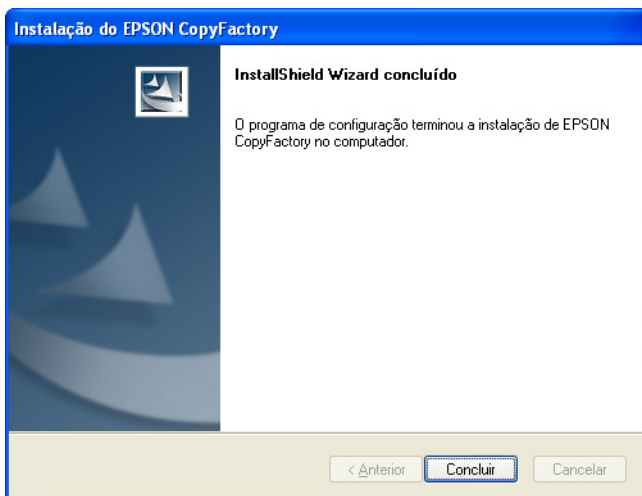 Instalação do EPSON CopyFactory
InstallShield Wizard concluído
O programa de configuração terminou a instalação de EPSON
CopyFactory no computador.
< Anterior
Concluir
Cancelar